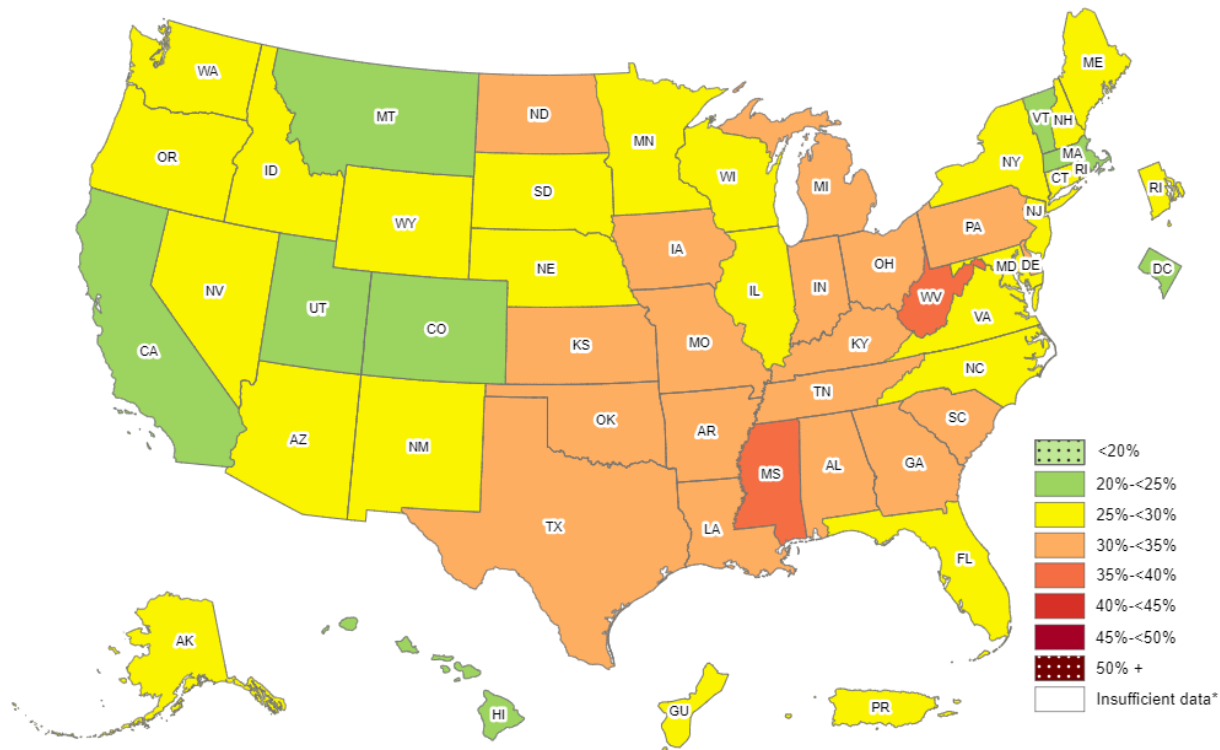 WA
MT
ND
MN
ME
VT
NH
OR
ID
SD
WI
NY
MA
RI
CT
RI
WY
MI
NJ
PA
IA
NE
OH
MD
DE
DC
NV
UT
IL
IN
WV
VA
CO
CA
KS
MO
KY
NC
TN
OK
AR
SC
AZ
NM
MS
AL
GA
TX
LA
FL
AK
HI
GU
PR
<20%
20%-<25%
25%-<30%
30%-<35%
35%-<40%
40%-<45%
45%-<50%
50% +
Insufficient data*